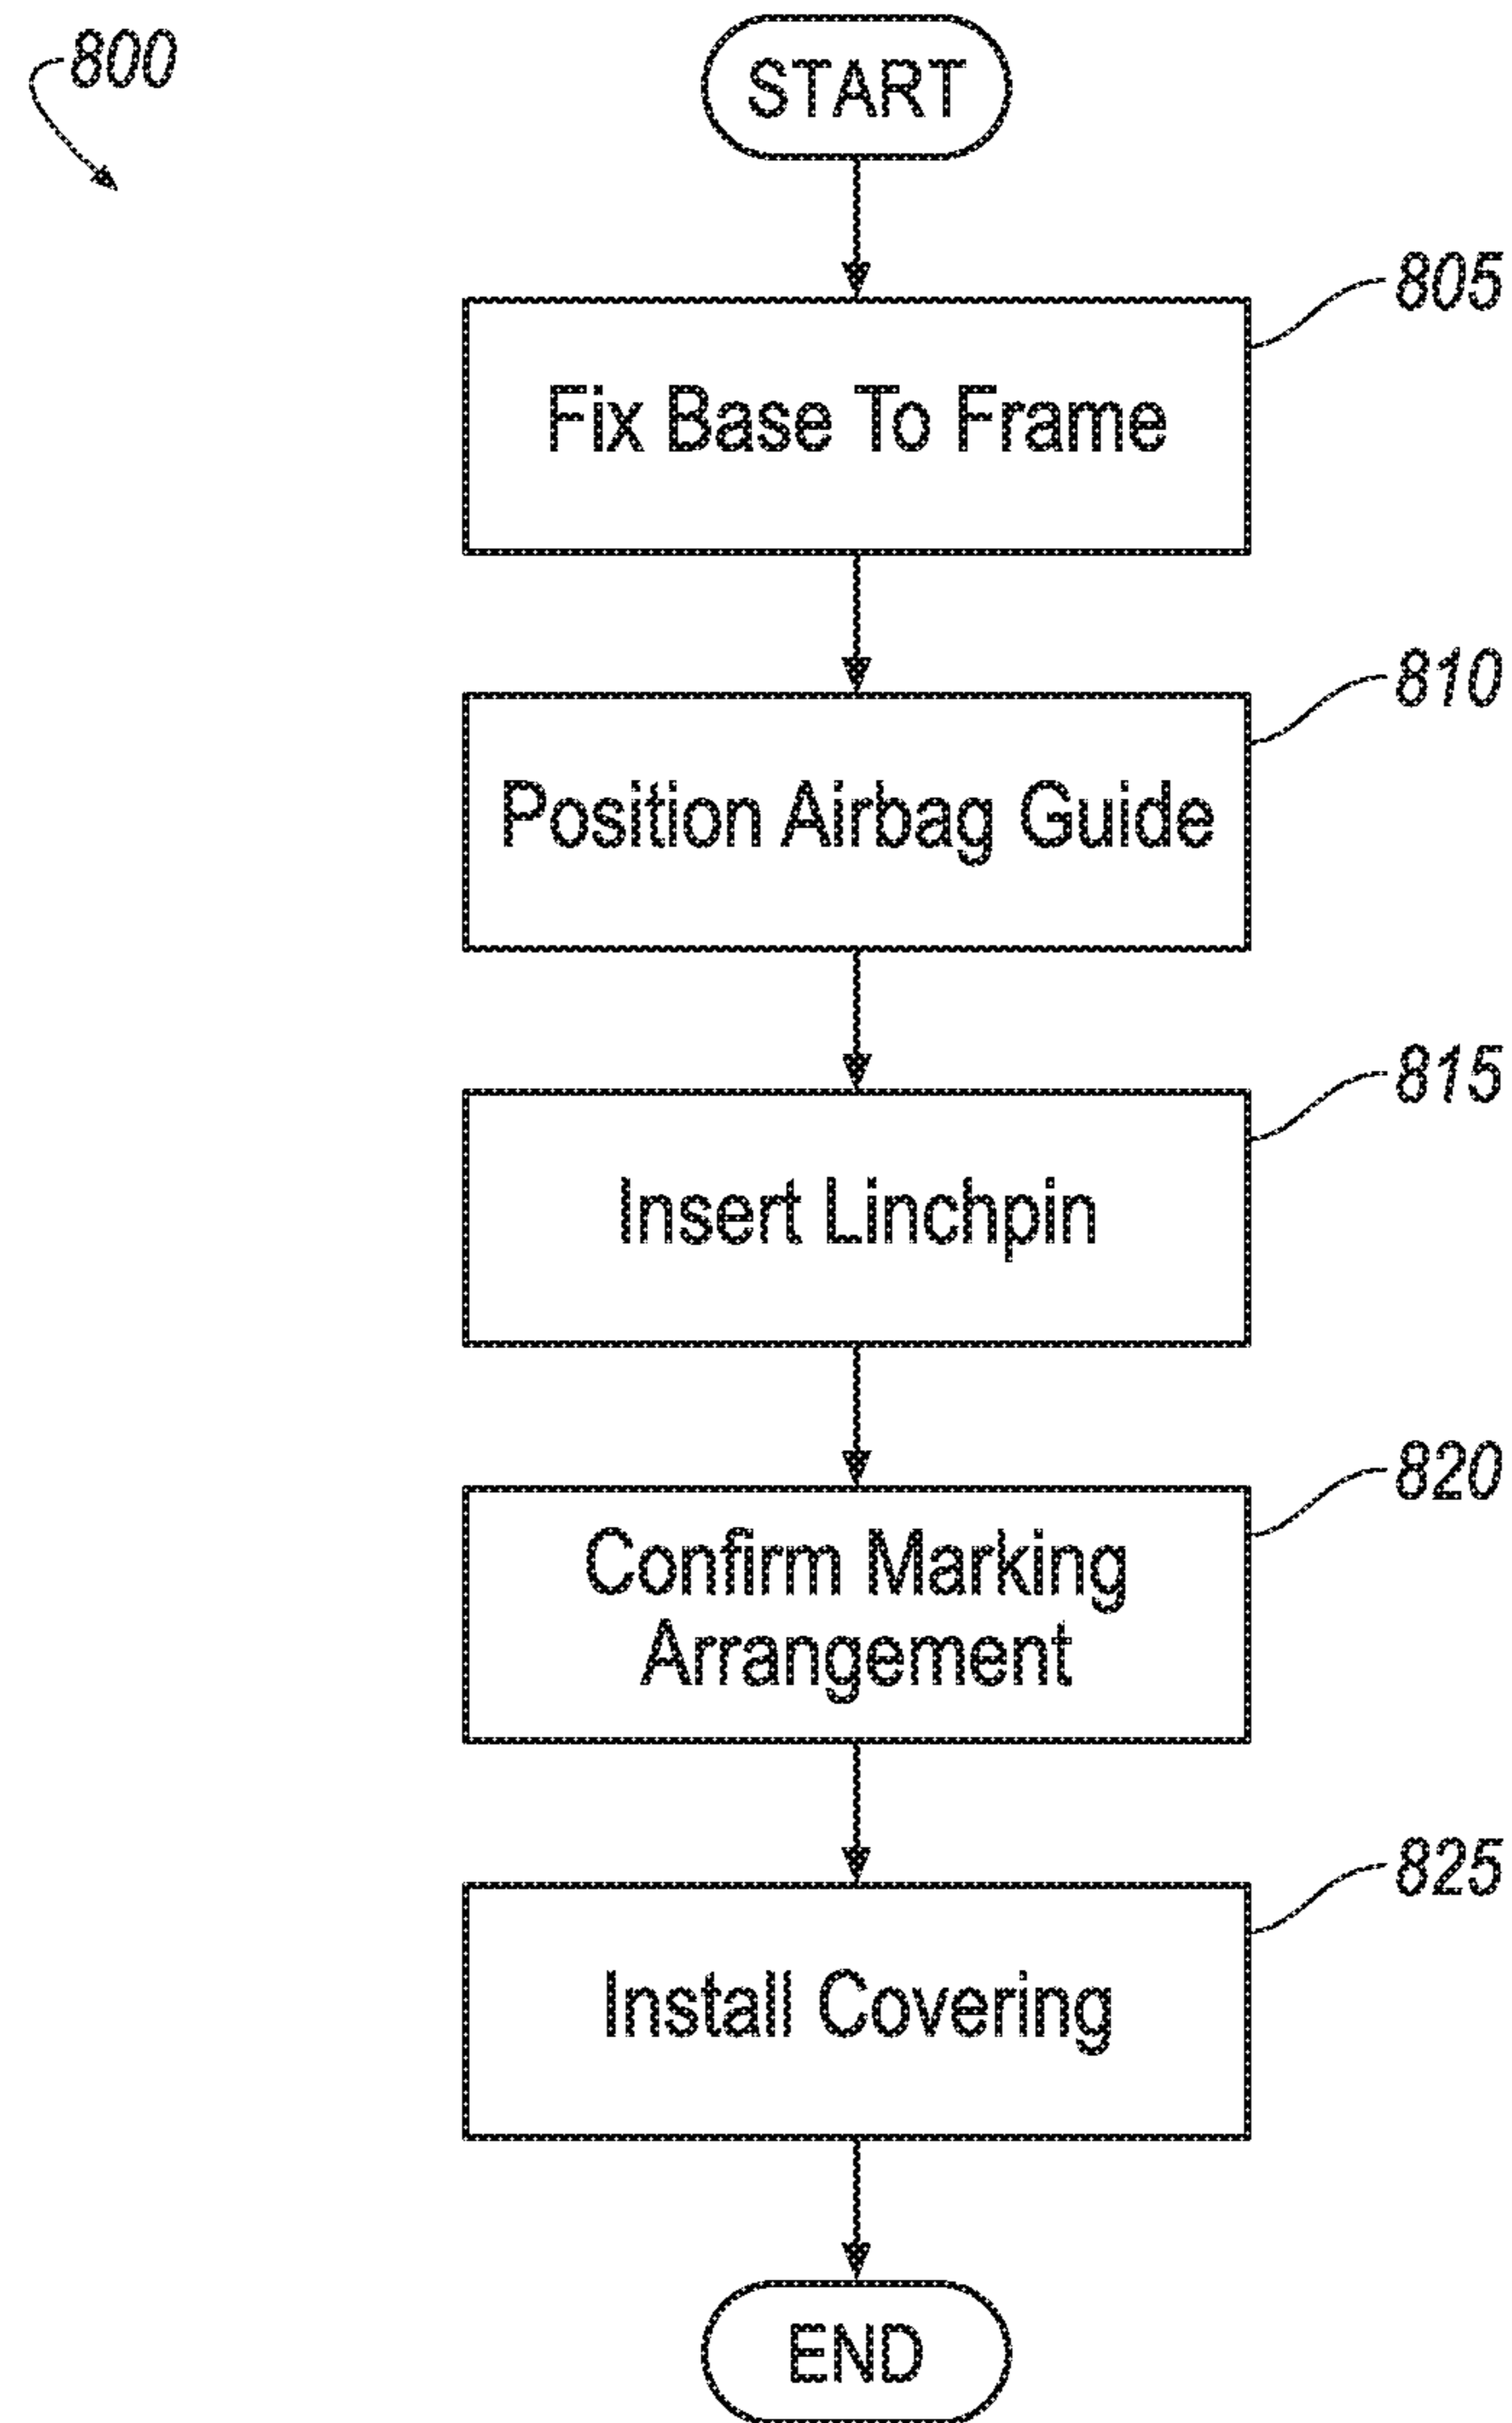 800
START
805
Fix Base To Frame
810
Position Airbag Guide
815
Insert Linchpin
820
Confirm Marking
Arrangement
825
Install Covering
END